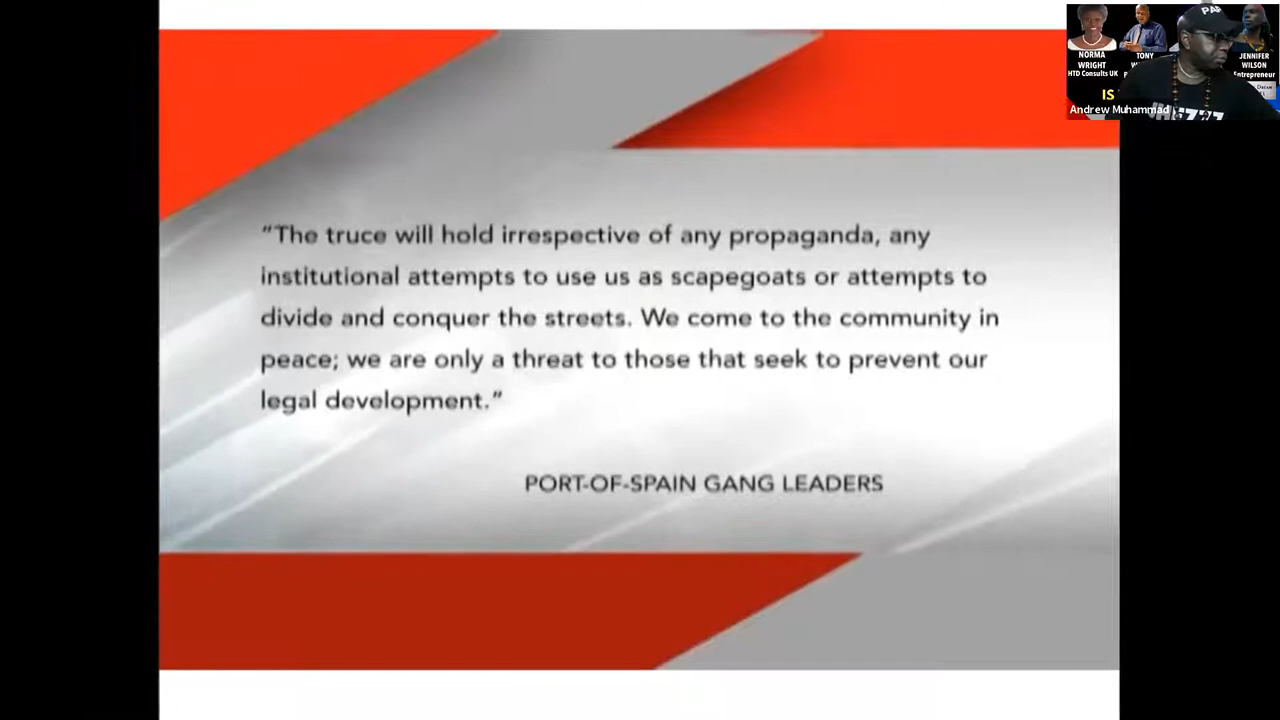 "The truce will hold irrespective of any propaganda, any
institutional attempts to use us as scapegoats or attempts to
divide and conquer the streets. We come to the community in
peace; we are only a threat to those that seek to prevent our
legal development."
PORT-OF-SPAIN GANG LEADERS
NORMA
WRIGHT
HTD Consults UK
TONY
JENNIFER
WILSON
Entrepreneur
IS
Andrew Muhammad